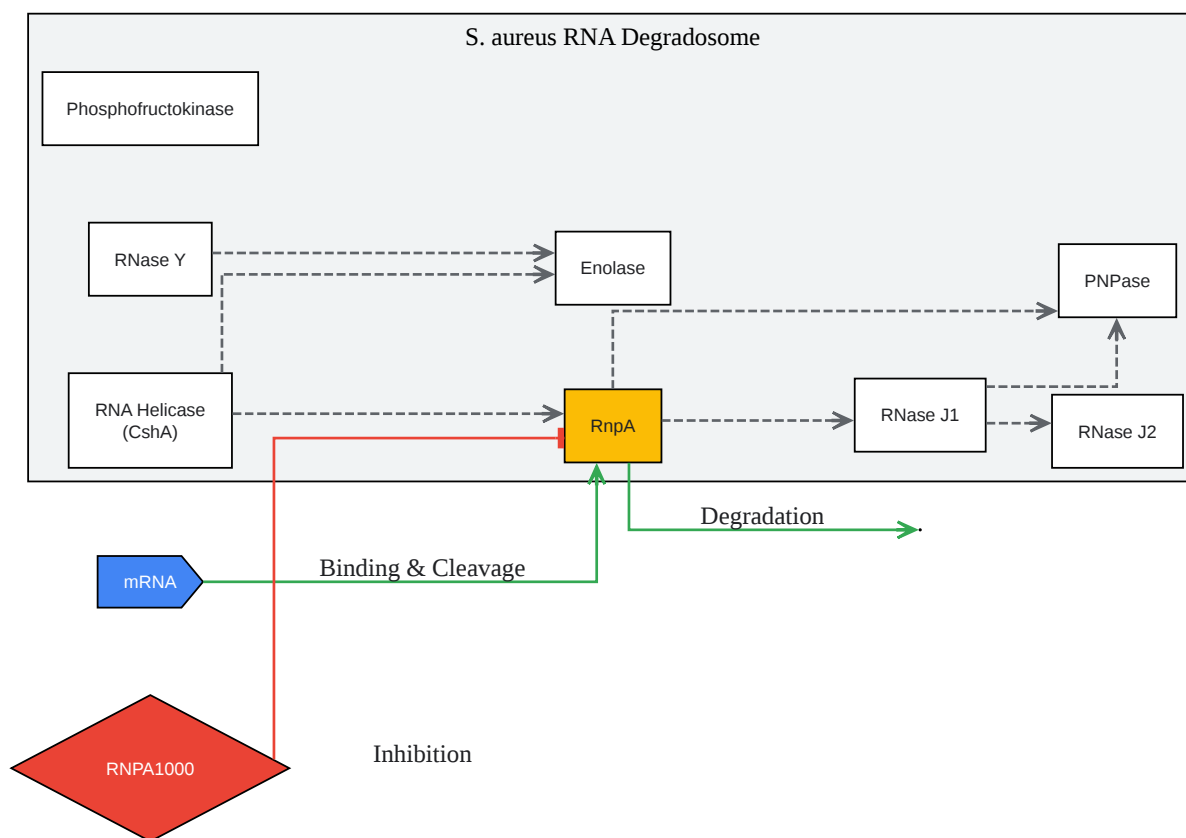 S. aureus RNA Degradosome
Phosphofructokinase
RNase Y
Enolase
PNPase
RNA Helicase
(CshA)
RnpA
RNase J1
RNase J2
Degradation
Binding & Cleavage
mRNA
Inhibition
RNPA1000